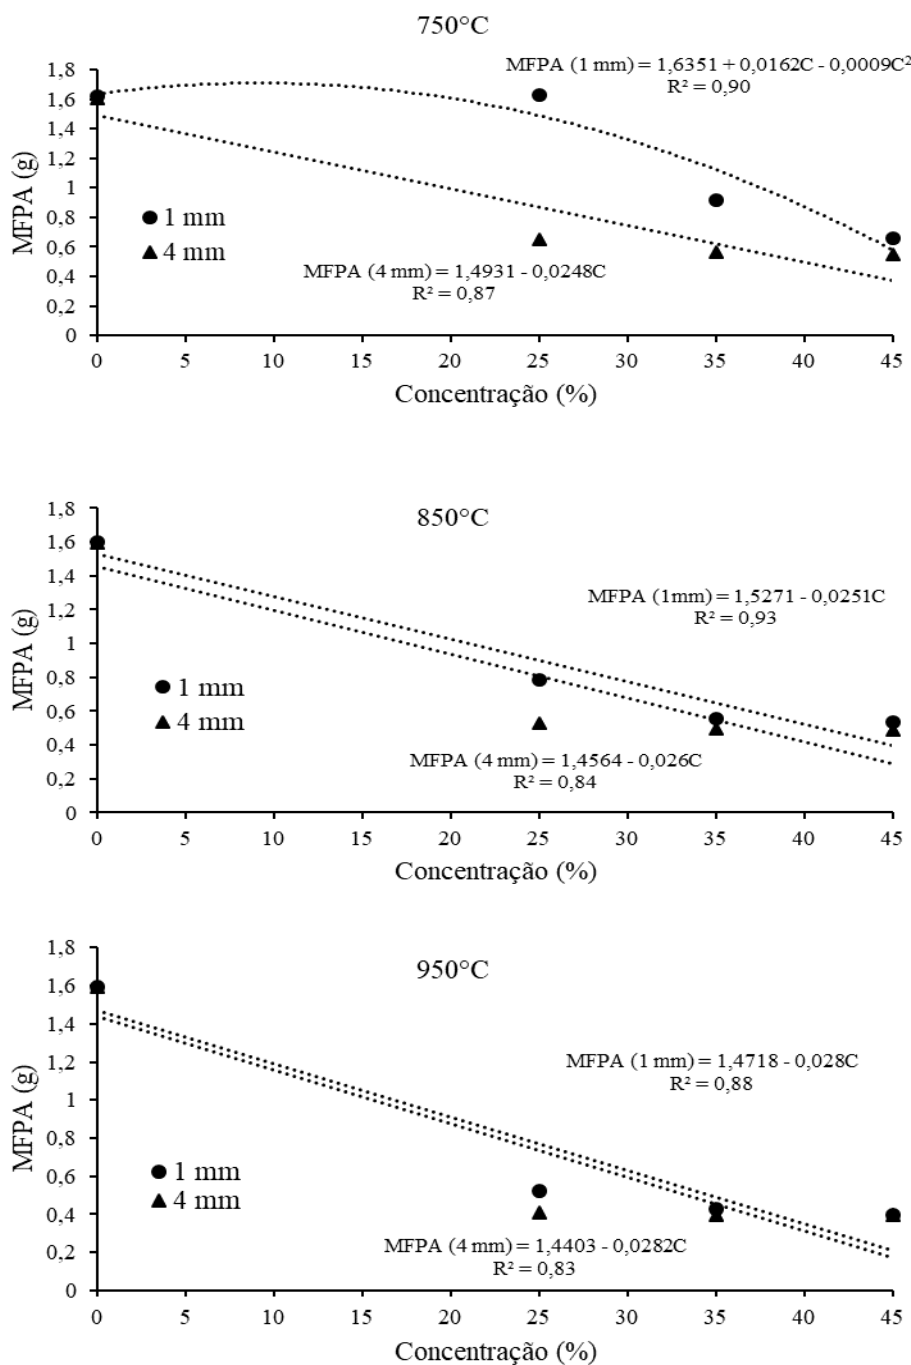 750°C
MFPA (1 mm) = 1,6351 + 0,0162C - 0,0009C²
R² = 0,90
1,8
1,6
1,4
1,2
1
0,8
0,6
0,4
0,2
0
MFPA (g)
1 mm
4 mm
MFPA (4 mm) = 1,4931 - 0,0248C
R² = 0,87
0 5 10 15 20 25 30 35 40 45
Concentração (%)
850°C
1,8
1,6
1,4
1,2
1
0,8
0,6
0,4
0,2
0
MFPA (g)
MFPA (1mm) = 1,5271 - 0,0251C
R² = 0,93
1 mm
4 mm
MFPA (4 mm) = 1,4564 - 0,026C
R² = 0,84
0 5 10 15 20 25 30 35 40 45
Concentração (%)
950°C
1,8
1,6
1,4
1,2
1
0,8
0,6
0,4
0,2
0
MFPA (g)
MFPA (1 mm) = 1,4718 - 0,028C
R² = 0,88
1 mm
4 mm
MFPA (4 mm) = 1,4403 - 0,0282C
R² = 0,83
0 5 10 15 20 25 30 35 40 45
Concentração (%)